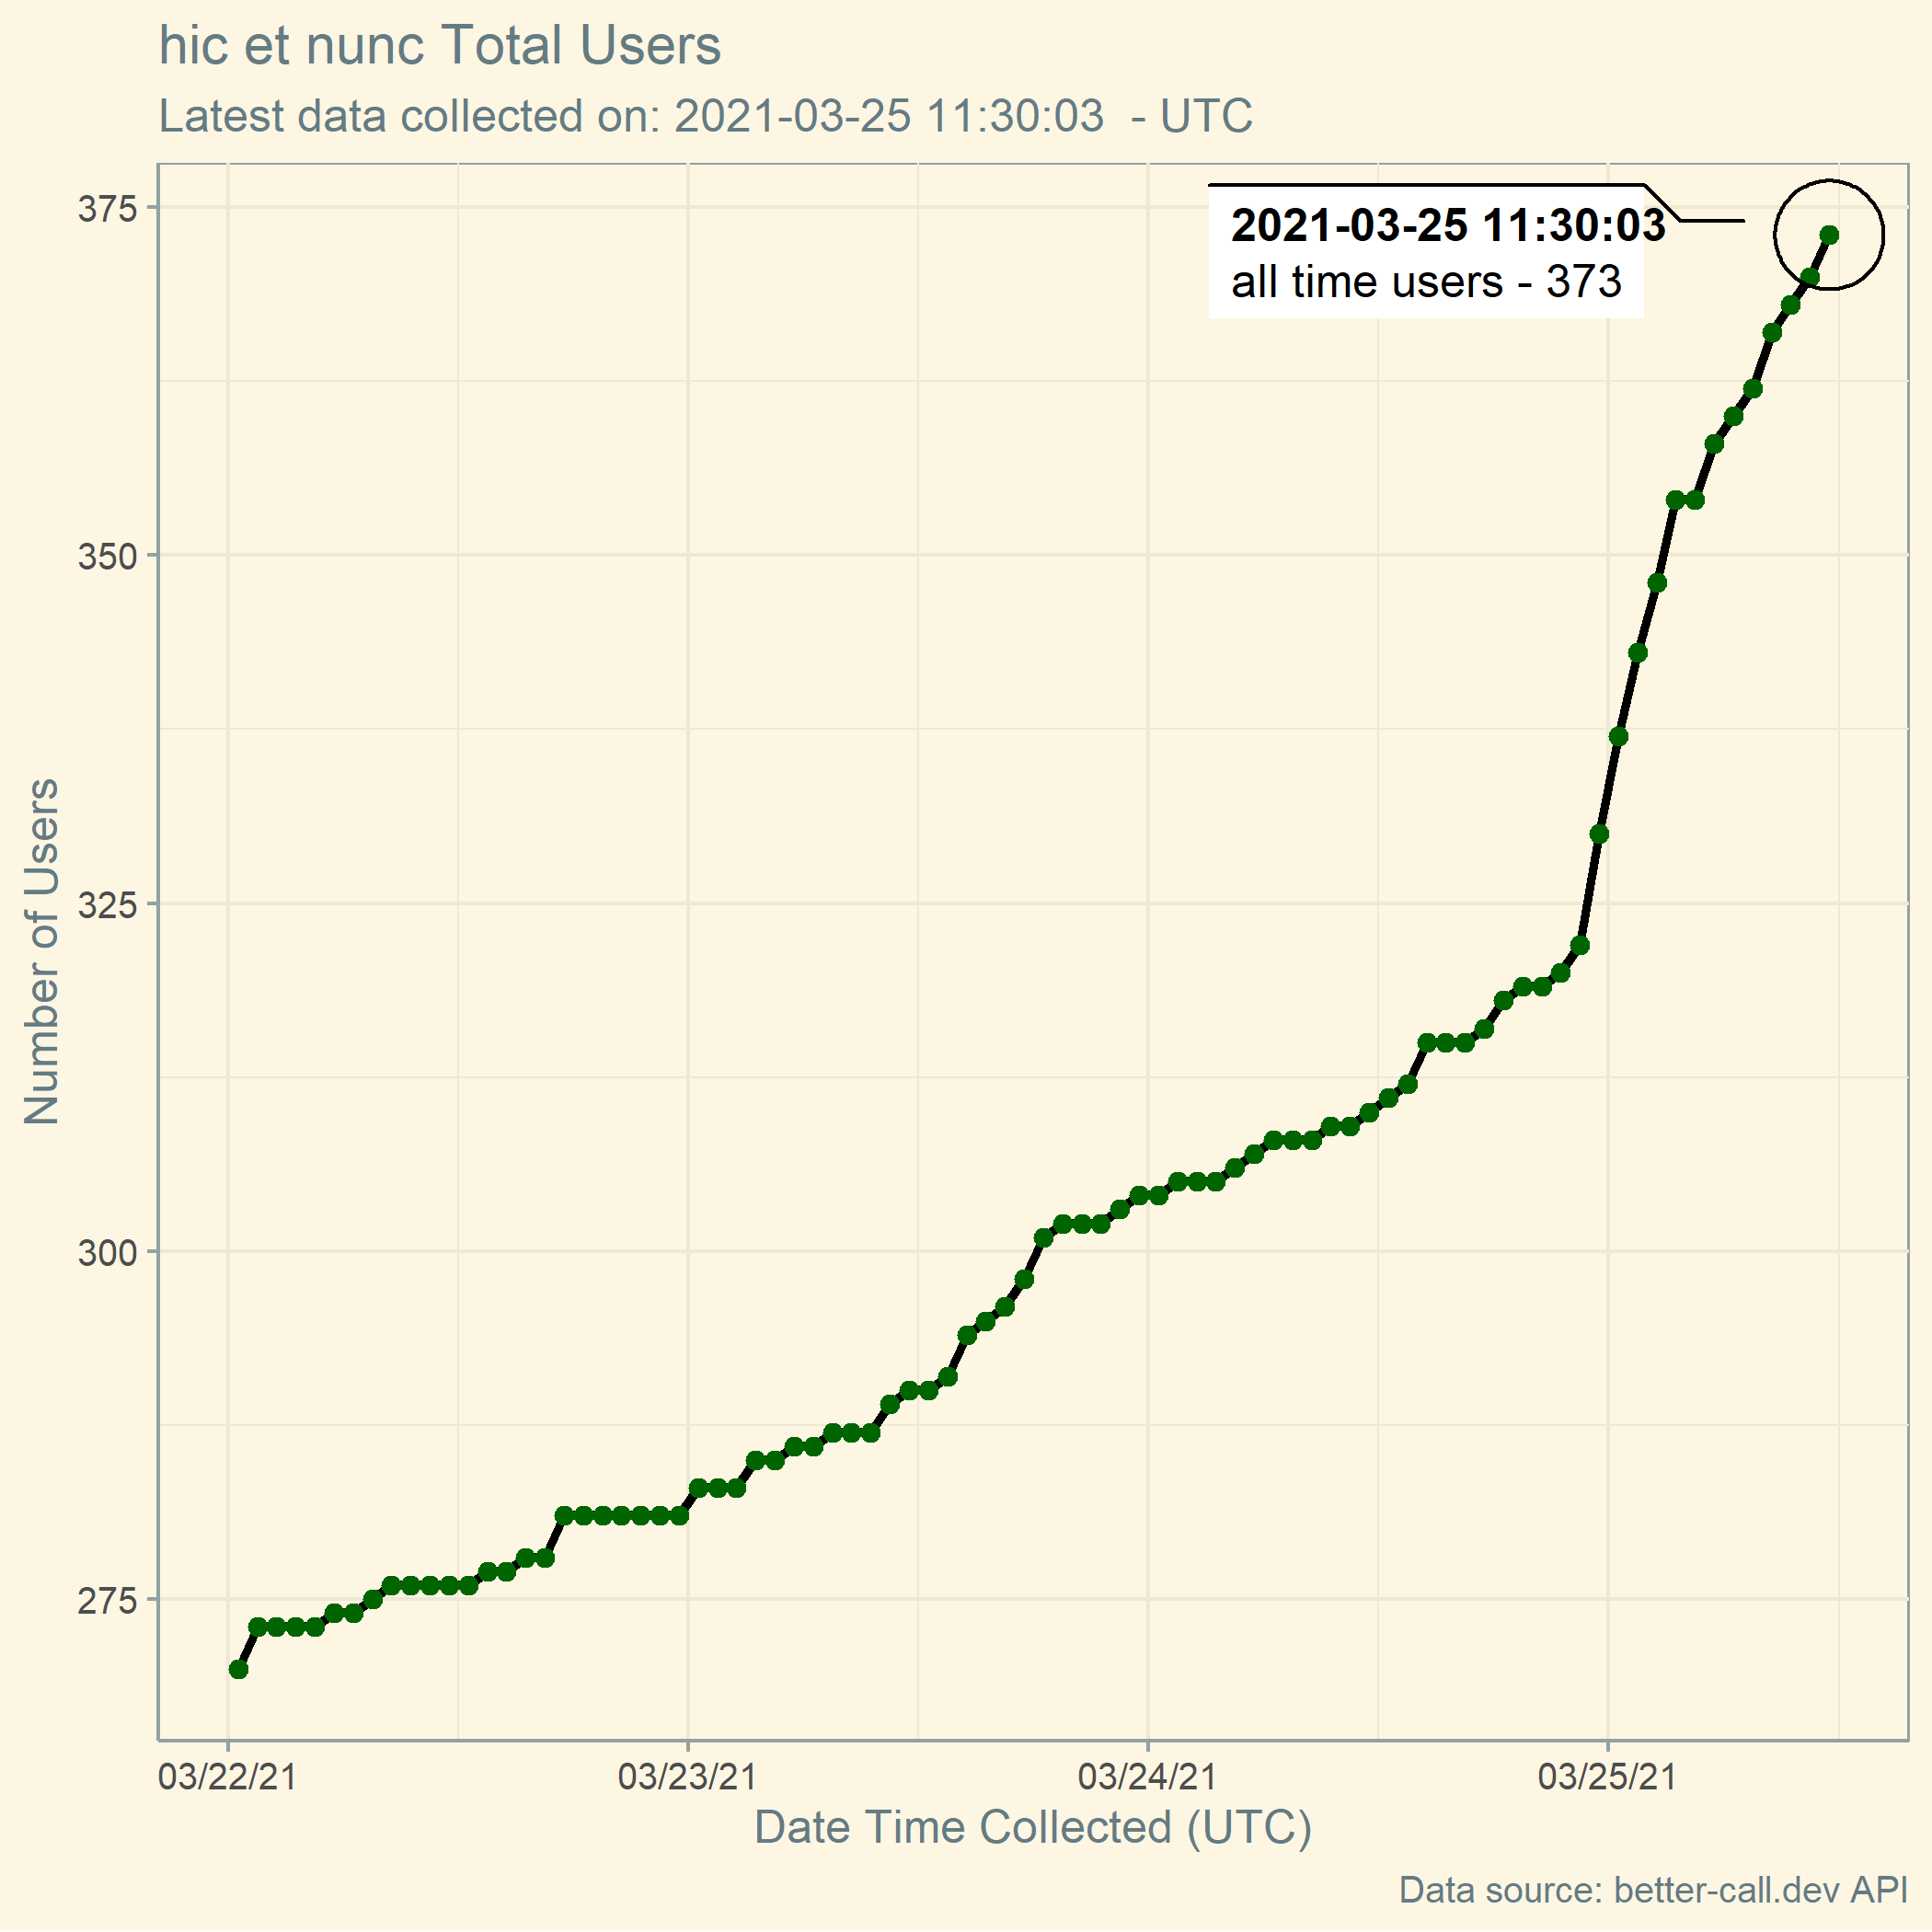 hic et nunc Total Users
Latest data collected on: 2021-03-25 11:30:03  - UTC
375
2021-03-25 11:30:03
all time users - 373
350
325
300
275
Number of Users
03/22/21
03/23/21
03/24/21
03/25/21
Date Time Collected (UTC)
Data source: better-call.dev API